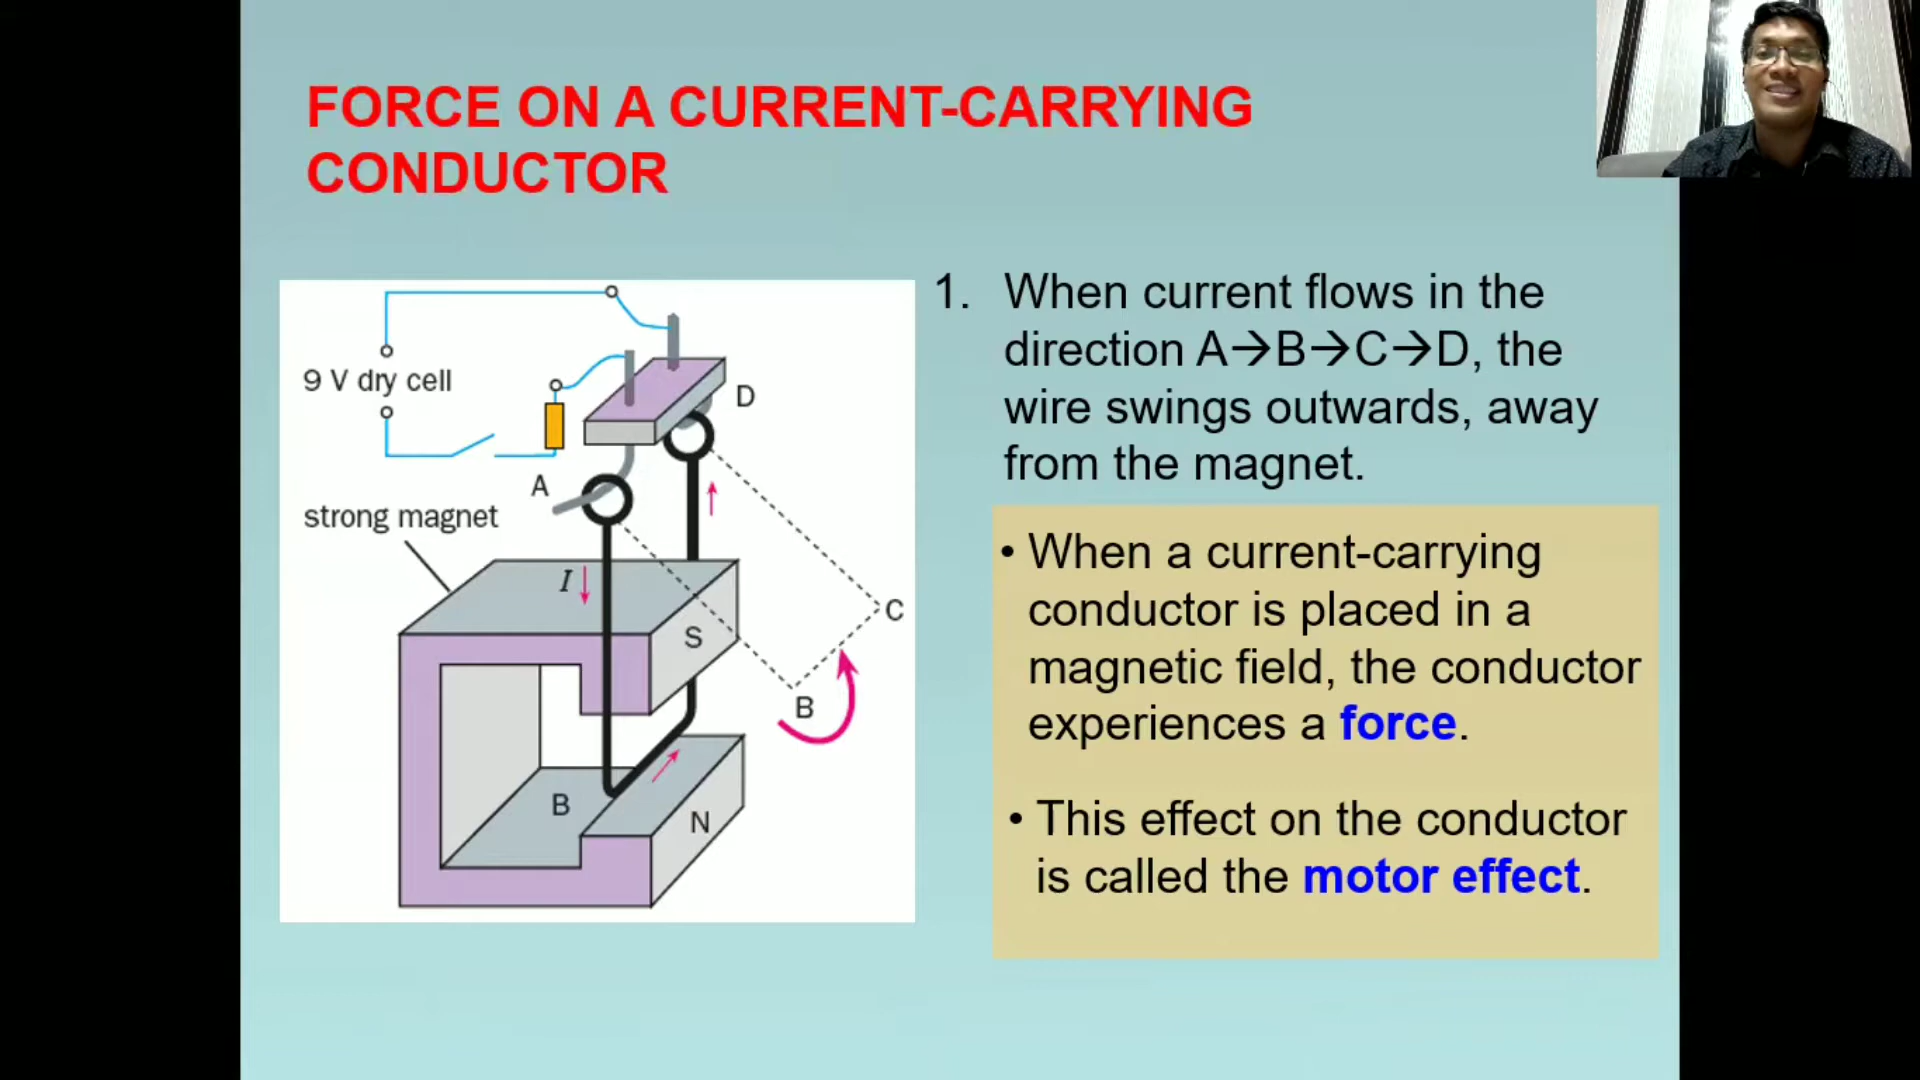 FORCE ON A CURRENT-CARRYING
CONDUCTOR
9 V dry cell
D
A
strong magnet
I
S
C
B
B
N
1. When current flows in the
direction A→B→C→D, the
wire swings outwards, away
from the magnet.
• When a current-carrying
conductor is placed in a
magnetic field, the conductor
experiences a force.
• This effect on the conductor
is called the motor effect.